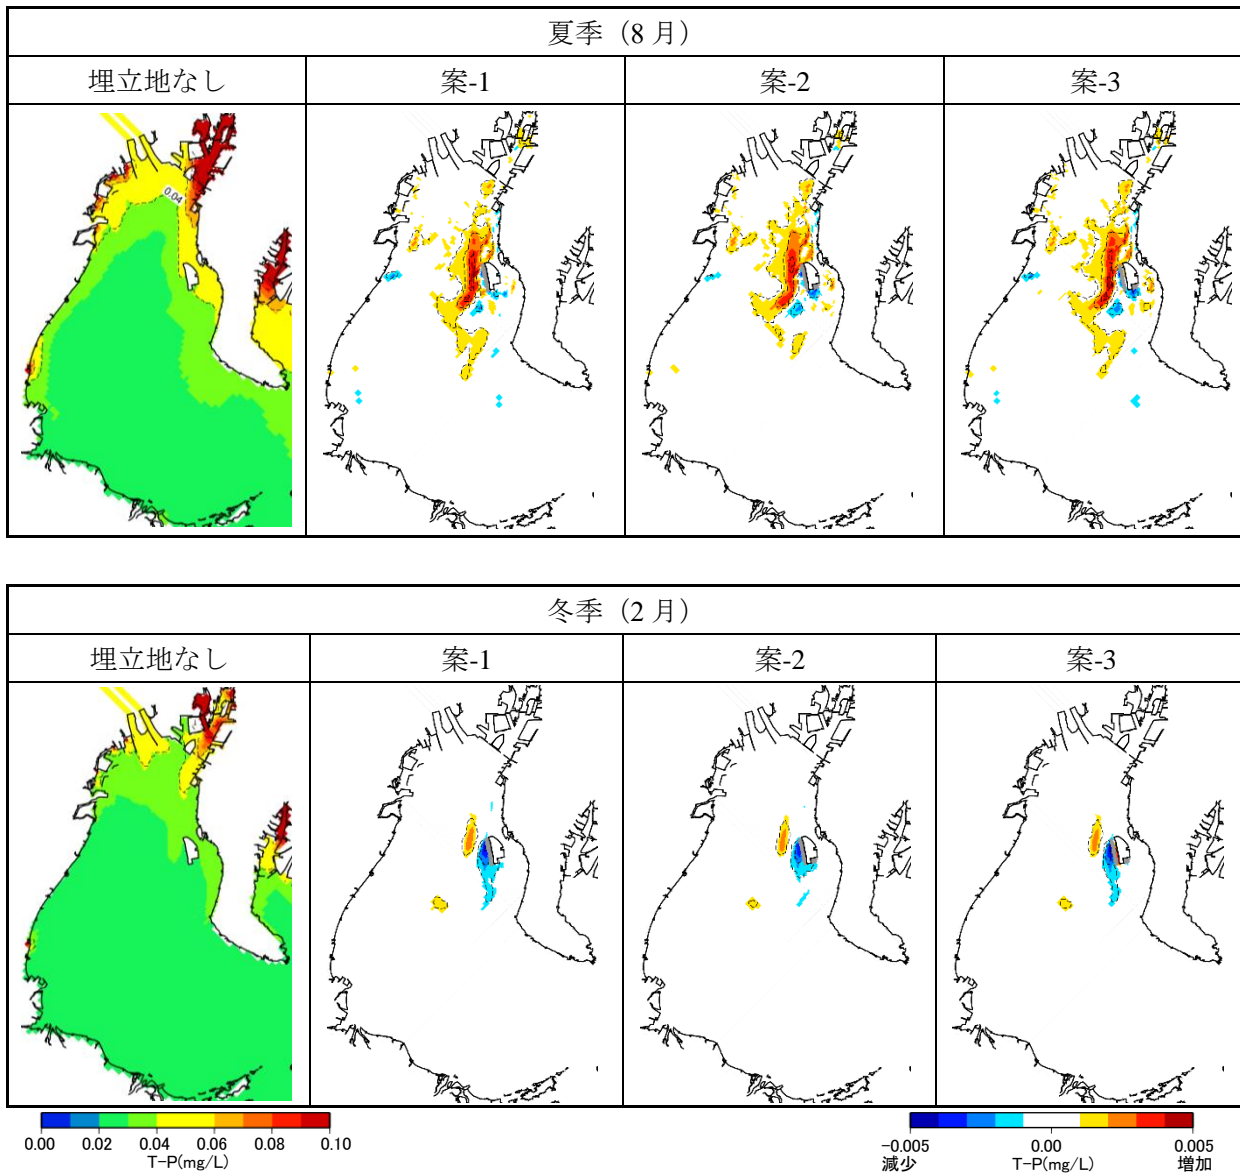 夏季（8 月）
埋立地なし 案-1 案-2 案-3
0.04
冬季（2 月）
埋立地なし 案-1 案-2 案-3
0.00 0.02 0.04 0.06 0.08 0.10
T-P(mg/L)
-0.005 0.00 0.005
減少 T-P(mg/L) 増加